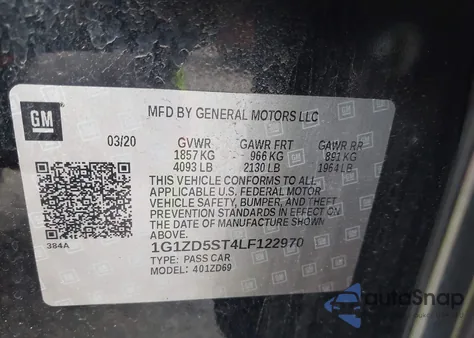 GM
MFD BY GENERAL MOTORS LLC
03/20 GVWR GAWR FRT GAWR RR
1857 KG 966 KG 891 KG
4093 LB 2130 LB 1964 LB
THIS VEHICLE CONFORMS TO ALL
APPLICABLE U.S. FEDERAL MOTOR
VEHICLE SAFETY, BUMPER, AND THEFT
PREVENTION STANDARDS IN EFFECT ON
THE DATE OF MANUFACTURE SHOWN
ABOVE.
384A
1G1ZD5ST4LF122970
TYPE: PASS CAR
MODEL: 401ZD69
autoSnap